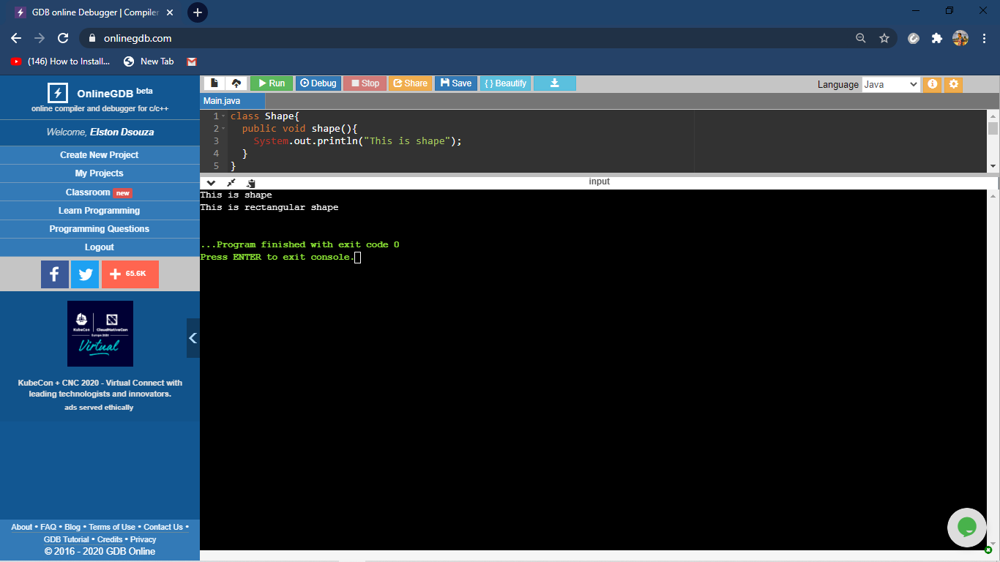 GDB online Debugger | Compiler
onlinegdb.com
(146) How to Install...
New Tab
OnlineGDB beta
online compiler and debugger for c/c++
Welcome, Elston Dsouza
Create New Project
My Projects
Classroom new
Learn Programming
Programming Questions
Logout
65.6K
KubeCon
CloudNativeCon
Europe 2020
Virtual
KubeCon + CNC 2020 - Virtual Connect with
leading technologists and innovators.
ads served ethically
About • FAQ • Blog • Terms of Use • Contact Us •
GDB Tutorial • Credits • Privacy
© 2016 - 2020 GDB Online
Run
Debug
Stop
Share
Save
{ } Beautify
Language Java
Main.java
1 class Shape{
2 public void shape(){
3 System.out.println("This is shape");
4 }
5 }
input
This is shape
This is rectangular shape
...Program finished with exit code 0
Press ENTER to exit console.